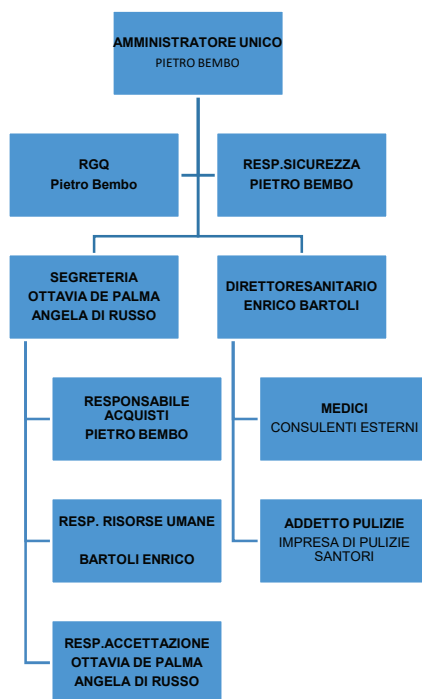 AMMINISTRATORE UNICO
PIETRO BEMBO
RGQ
Pietro Bembo
RESP.SICUREZZA
PIETRO BEMBO
SEGRETERIA
OTTAVIA DE PALMA
ANGELA DI RUSSO
DIRETTORESANITARIO
ENRICO BARTOLI
RESPONSABILE
ACQUISTI
PIETRO BEMBO
MEDICI
CONSULENTI ESTERNI
RESP. RISORSE UMANE
BARTOLI ENRICO
ADDETTO PULIZIE
IMPRESA DI PULIZIE
SANTORI
RESP.ACCETTAZIONE
OTTAVIA DE PALMA
ANGELA DI RUSSO